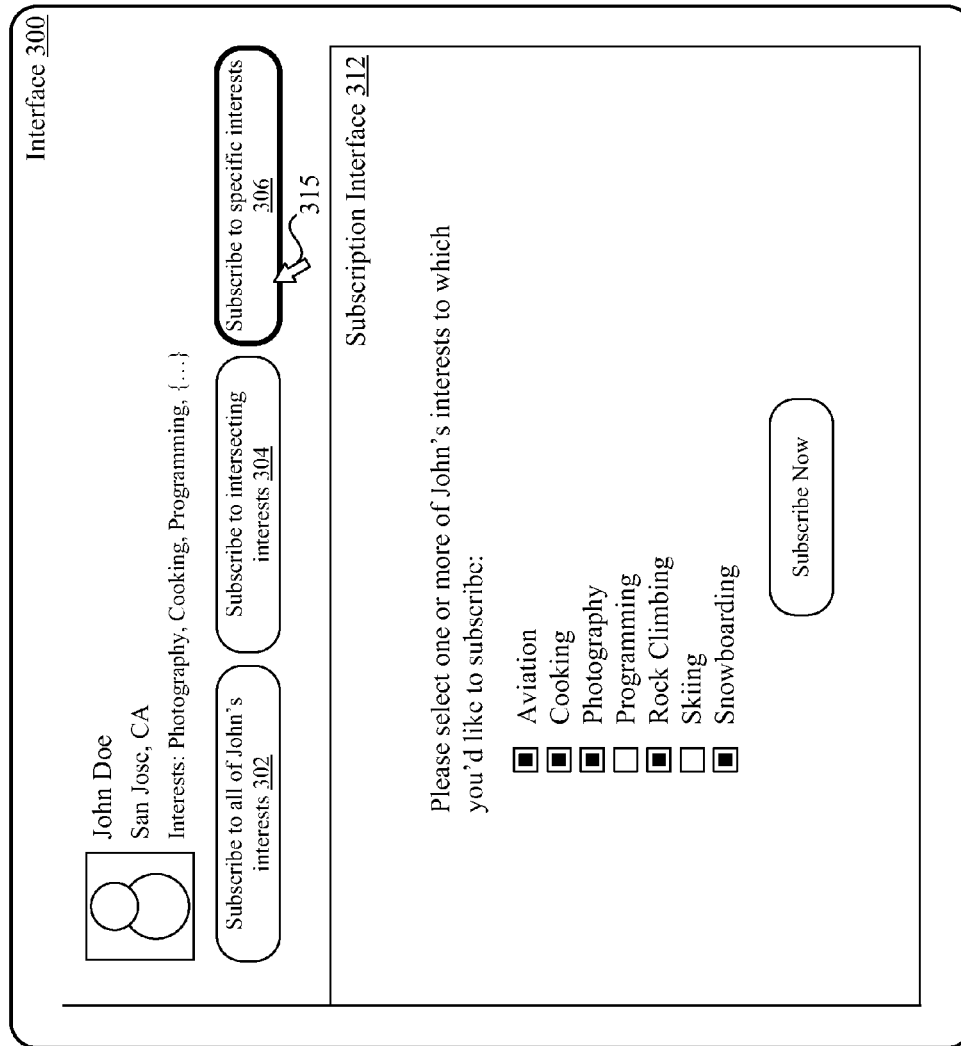 Interface 300
John Doe
San Jose, CA
Interests: Photography, Cooking, Programming, {…}
Subscribe to all of John's
interests 302
Subscribe to intersecting
interests 304
Subscribe to specific interests
306
315
Subscription Interface 312
Please select one or more of John's interests to which
you'd like to subscribe:
Aviation
Cooking
Photography
Programming
Rock Climbing
Skiing
Snowboarding
Subscribe Now